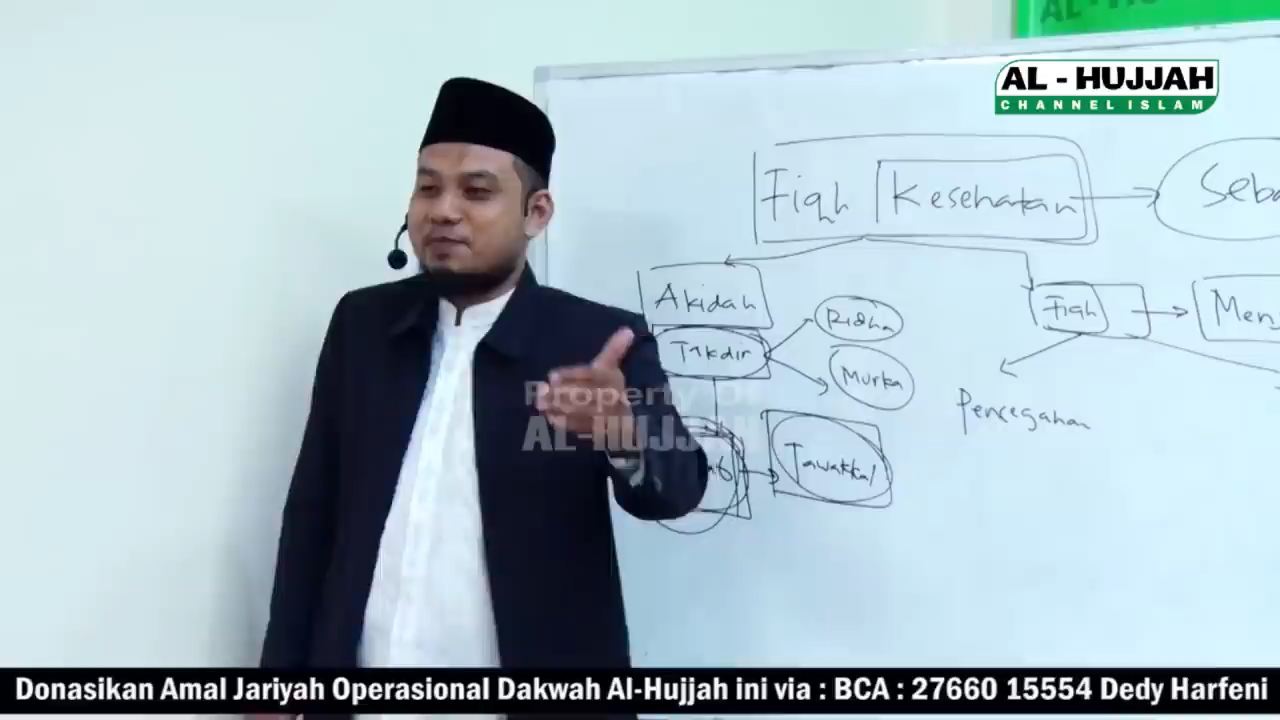 AL - HUJJAH
CHANNEL ISLAM
Fiqh Kesehatan
Akidah
Takdir
Ridha
Murka
Tawakkal
Fiqh
Pencegahan
Property Of
AL-HUJJAH
Donasikan Amal Jariyah Operasional Dakwah Al-Hujjah ini via : BCA : 27660 15554 Dedy Harfeni